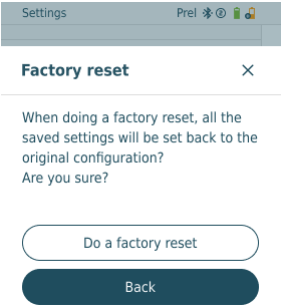 Settings Prel
Factory reset
When doing a factory reset, all the
saved settings will be set back to the
original configuration?
Are you sure?
Do a factory reset
Back